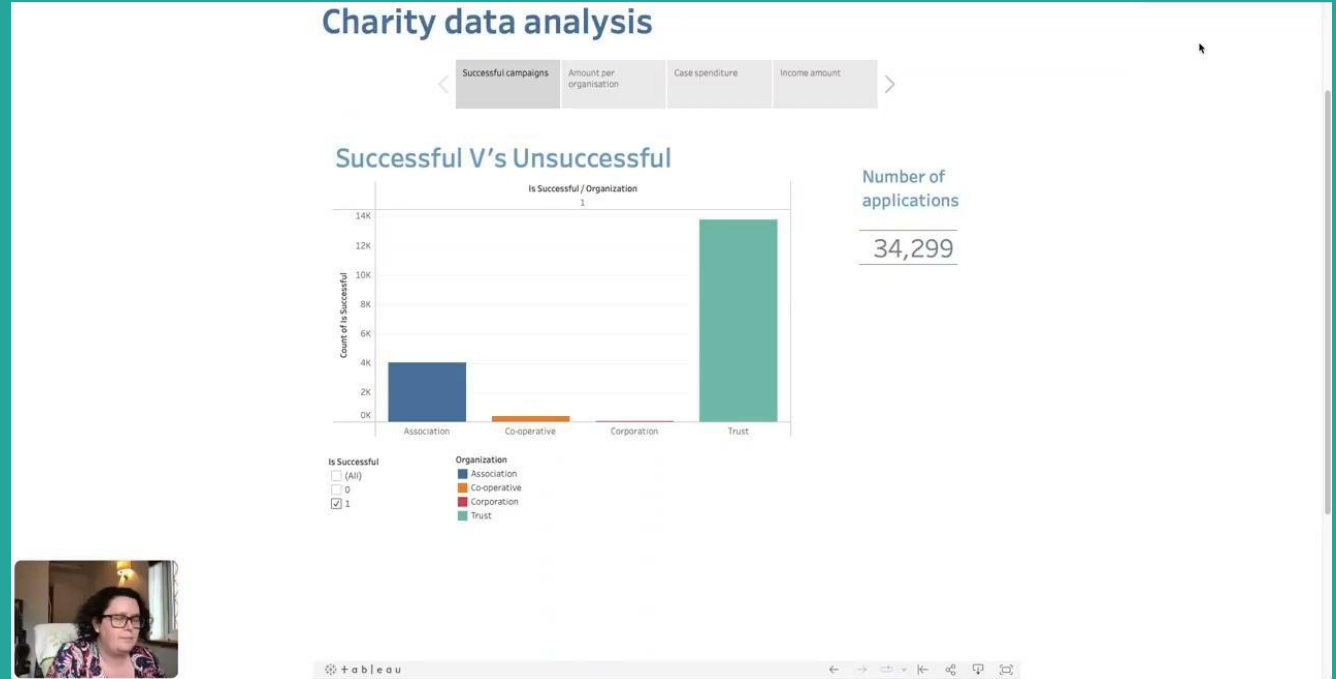 Charity data analysis
Successful campaigns
Amount per
organisation
Case spenditure
Income amount
Successful V's Unsuccessful
Number of
applications
34,299
Is Successful / Organization
1
Count of Is Successful
14K
12K
10K
8K
6K
4K
2K
0K
Association
Co-operative
Corporation
Trust
Is Successful
(All)
0
1
Organization
Association
Co-operative
Corporation
Trust
+ableau